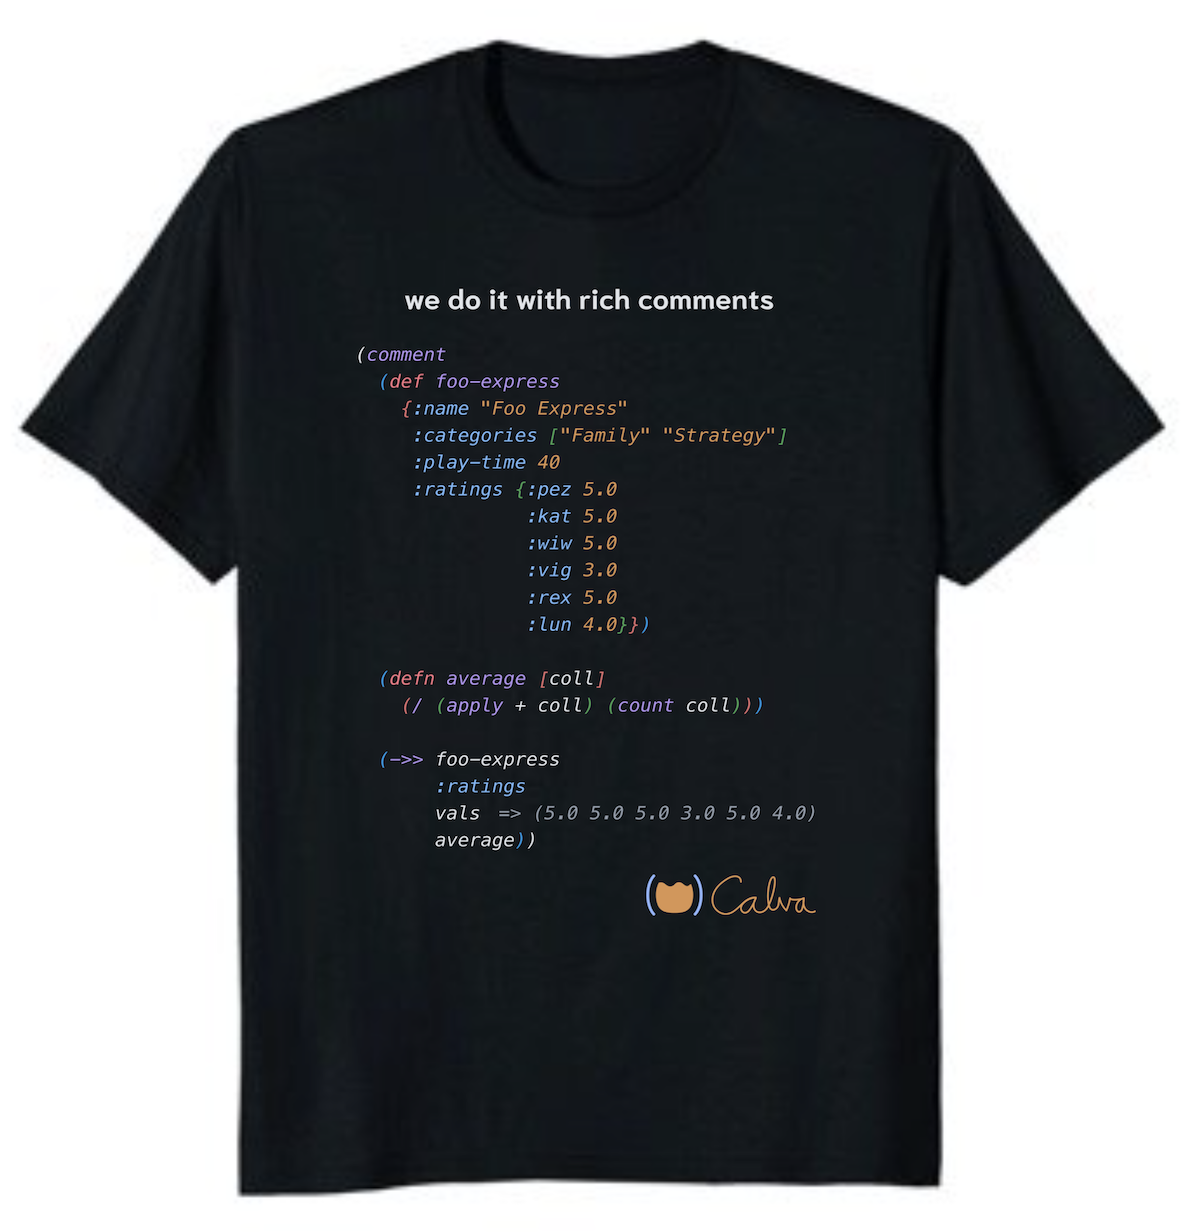 we do it with rich comments
(comment
  (def foo-express
    {:name "Foo Express"
     :categories ["Family" "Strategy"]
     :play-time 40
     :ratings {:pez 5.0
               :kat 5.0
               :wiw 5.0
               :vig 3.0
               :rex 5.0
               :lun 4.0}})

  (defn average [coll]
    (/ (apply + coll) (count coll)))

  (->> foo-express
       :ratings
       vals => (5.0 5.0 5.0 3.0 5.0 4.0)
       average))
( ) Calva